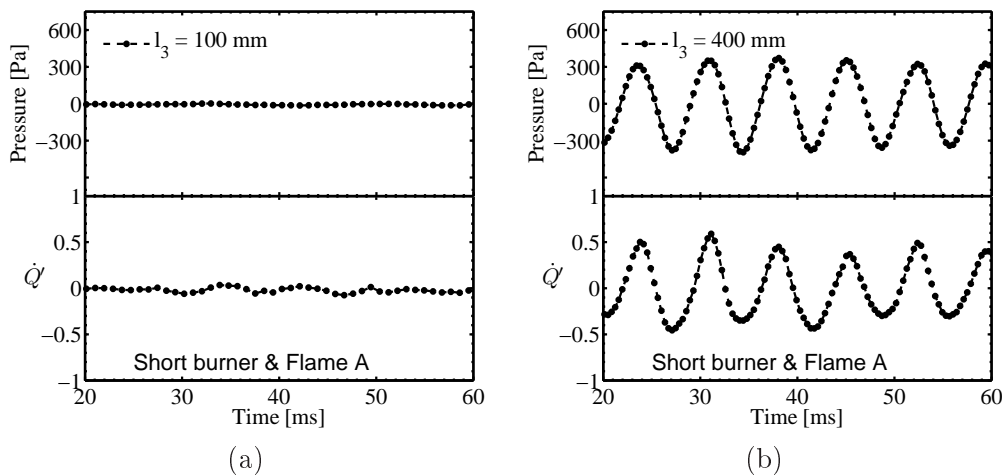 600
300
0
−300
Pressure [Pa]
l3 = 100 mm
1
0.5
0
−0.5
−1
Q̇′
Short burner & Flame A
20 30 40 50 60
Time [ms]
(a)
600
300
0
−300
Pressure [Pa]
l3 = 400 mm
1
0.5
0
−0.5
−1
Q̇′
Short burner & Flame A
20 30 40 50 60
Time [ms]
(b)